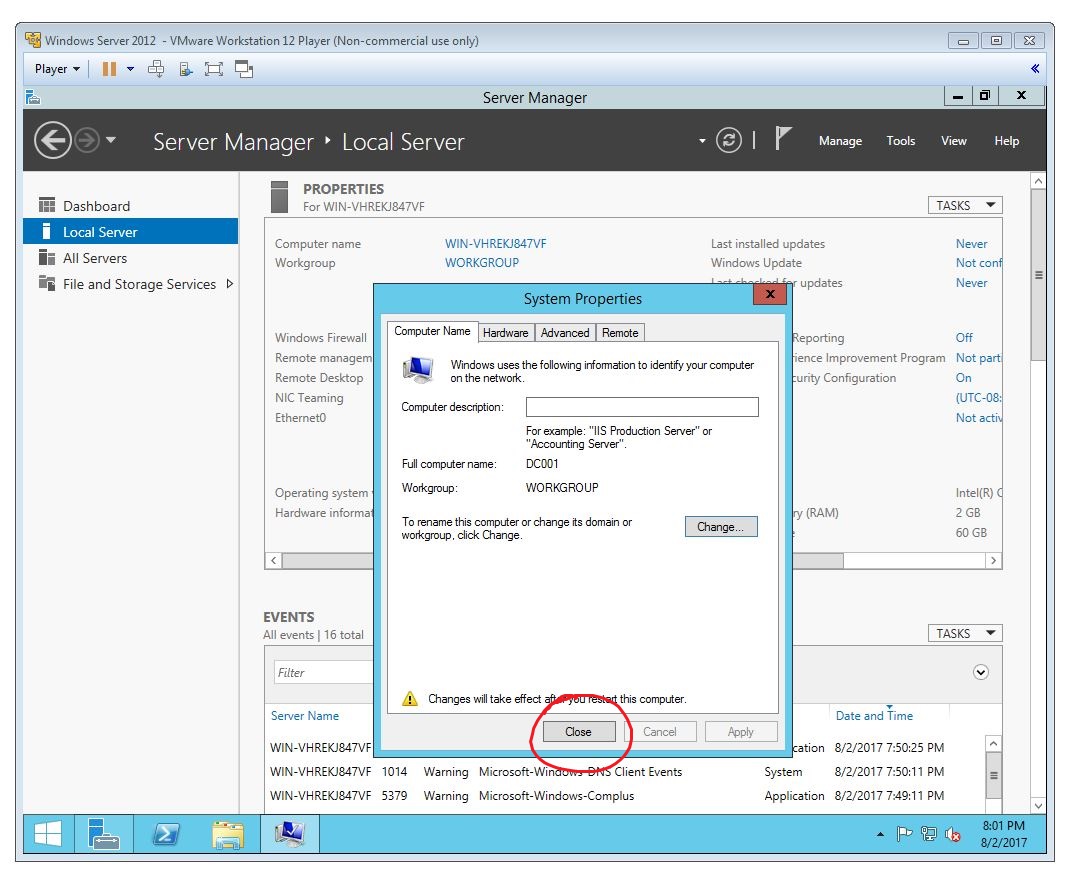 Windows Server 2012 - VMware Workstation 12 Player (Non-commercial use only)
Player
Server Manager
Server Manager Local Server
Manage Tools View Help
Dashboard
Local Server
All Servers
File and Storage Services
PROPERTIES
For WIN-VHREKJ847VF
TASKS
Computer name WIN-VHREKJ847VF Last installed updates Never
Workgroup WORKGROUP Windows Update Not conf
Last checked for updates Never
Windows Firewall Reporting Off
Remote managem rience Improvement Program Not parti
Remote Desktop curity Configuration On
NIC Teaming (UTC-08:
Ethernet0 Not activ
Operating system Intel(R) C
Hardware informat ry (RAM) 2 GB
60 GB
System Properties
Computer Name Hardware Advanced Remote
Windows uses the following information to identify your computer
on the network.
Computer description:
For example: "IIS Production Server" or
"Accounting Server".
Full computer name: DC001
Workgroup: WORKGROUP
To rename this computer or change its domain or
workgroup, click Change.
Change...
Changes will take effect after you restart this computer.
Close Cancel Apply
EVENTS
All events | 16 total
TASKS
Filter
Server Name Date and Time
WIN-VHREKJ847VF cation 8/2/2017 7:50:25 PM
WIN-VHREKJ847VF 1014 Warning Microsoft-Windows-DNS Client Events System 8/2/2017 7:50:11 PM
WIN-VHREKJ847VF 5379 Warning Microsoft-Windows-Complus Application 8/2/2017 7:49:11 PM
8:01 PM
8/2/2017